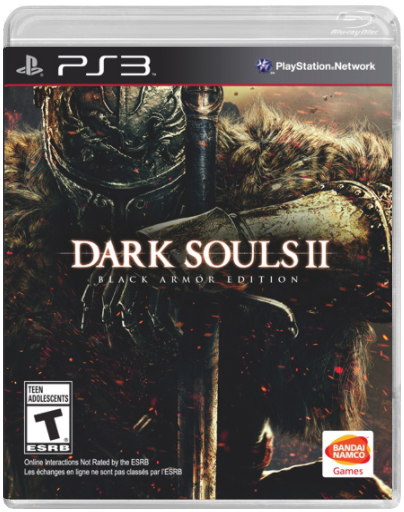 Blu-ray Disc
PS3
PlayStation®Network
DARK SOULS II
BLACK ARMOR EDITION
TEEN
ADOLESCENTS
T
ESRB
Online Interactions Not Rated by the ESRB
Les échanges en ligne ne sont pas classés par l'ESRB
BANDAI
NAMCO
Games